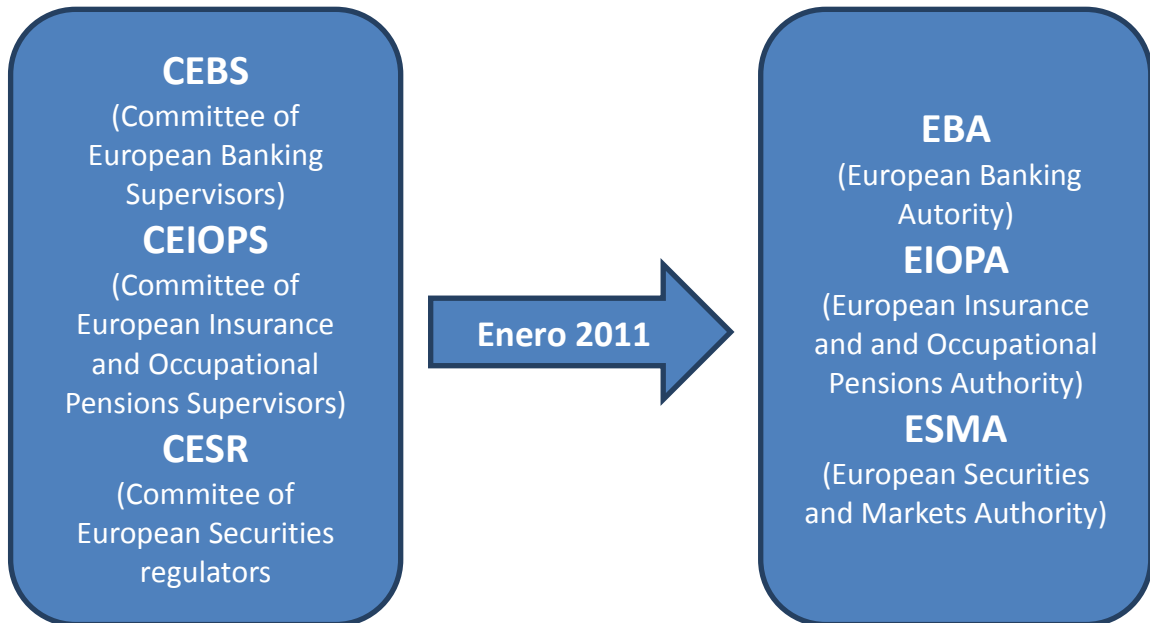 CEBS
(Committee of
European Banking
Supervisors)
CEIOPS
(Committee of
European Insurance
and Occupational
Pensions Supervisors)
CESR
(Commitee of
European Securities
regulators
Enero 2011
EBA
(European Banking
Autority)
EIOPA
(European Insurance
and and Occupational
Pensions Authority)
ESMA
(European Securities
and Markets Authority)